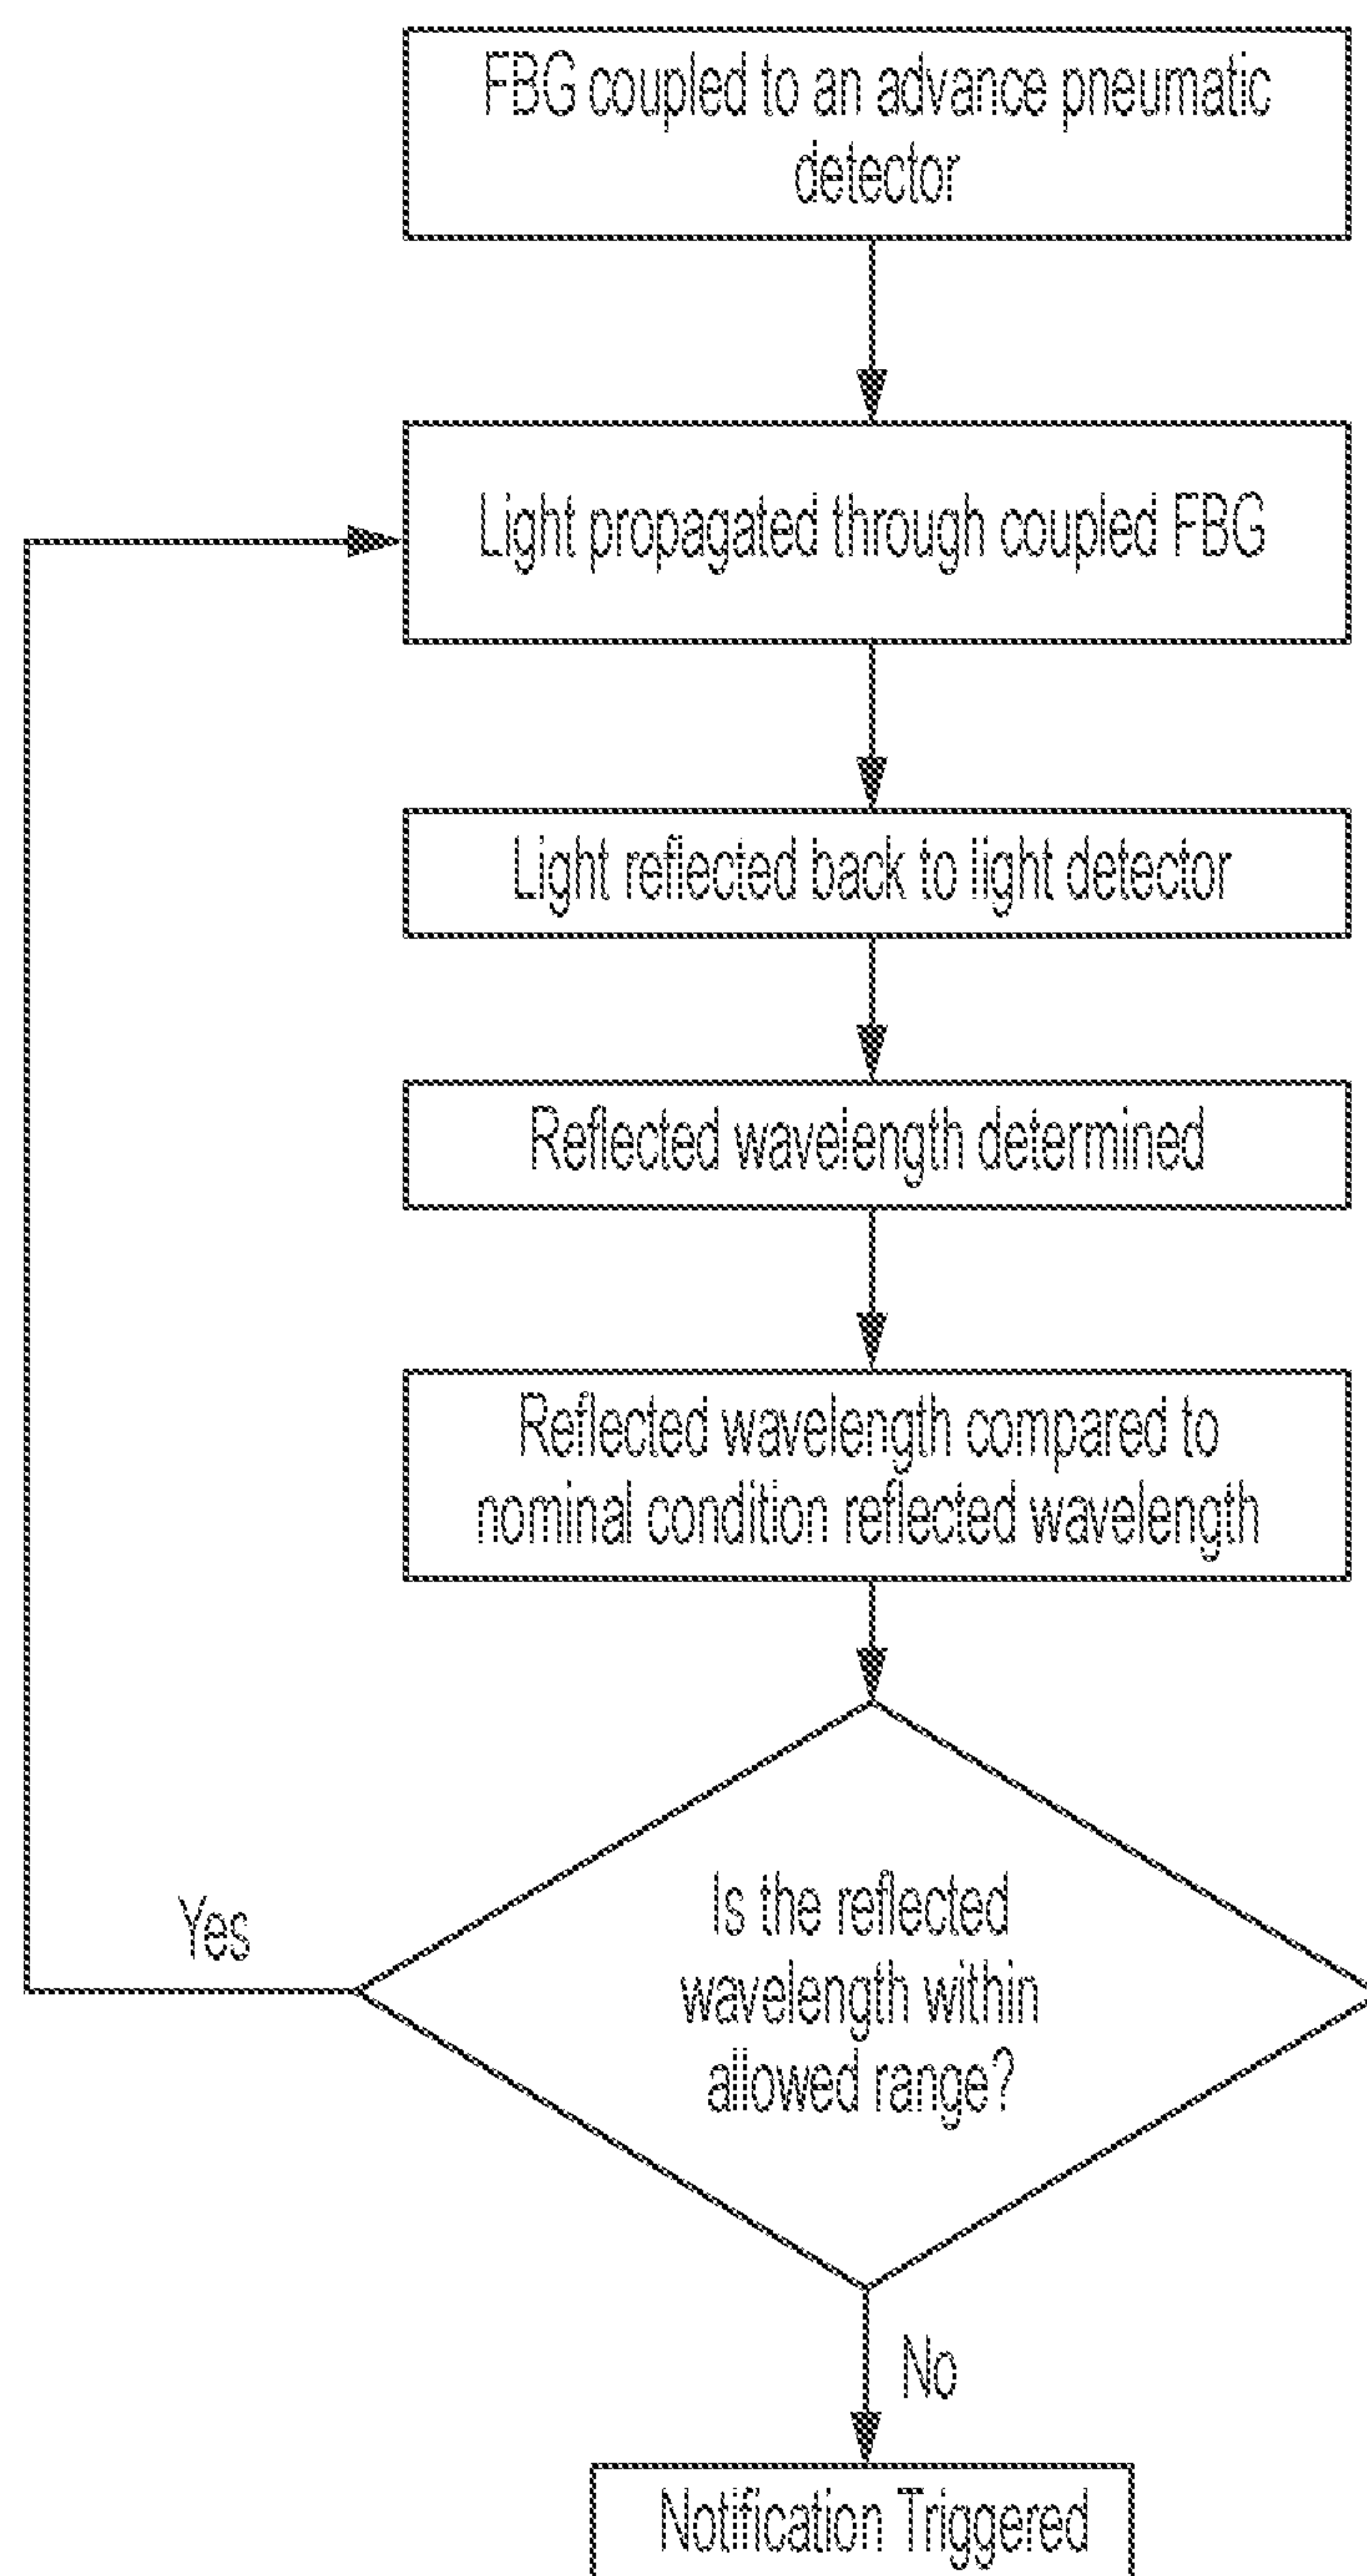 FBG coupled to an advance pneumatic
detector
Light propagated through coupled FBG
Light reflected back to light detector
Reflected wavelength determined
Reflected wavelength compared to
nominal condition reflected wavelength
Is the reflected
wavelength within
allowed range?
Yes
No
Notification Triggered